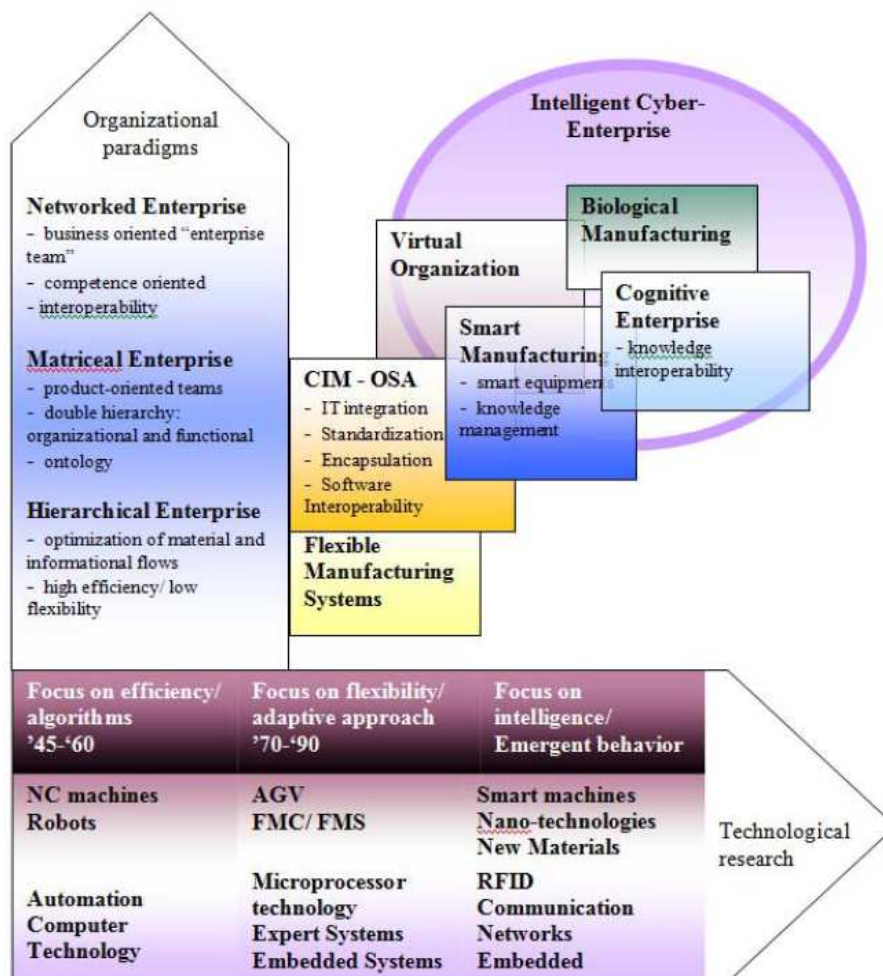 Organizational
paradigms
Networked Enterprise
- business oriented “enterprise
team”
- competence oriented
- interoperability
Matriceal Enterprise
- product-oriented teams
- double hierarchy:
organizational and functional
- ontology
Hierarchical Enterprise
- optimization of material and
informational flows
- high efficiency/ low
flexibility
Intelligent Cyber-
Enterprise
Biological
Manufacturing
Virtual
Organization
Cognitive
Enterprise
- knowledge
interoperability
Smart
Manufacturing
- smart equipments
- knowledge
management
CIM - OSA
- IT integration
- Standardization
- Encapsulation
- Software
Interoperability
Flexible
Manufacturing
Systems
Focus on efficiency/
algorithms
’45-‘60
Focus on flexibility/
adaptive approach
’70-‘90
Focus on
intelligence/
Emergent behavior
NC machines
Robots
Automation
Computer
Technology
AGV
FMC/ FMS
Microprocessor
technology
Expert Systems
Embedded Systems
Smart machines
Nano-technologies
New Materials
RFID
Communication
Networks
Embedded
Technological
research